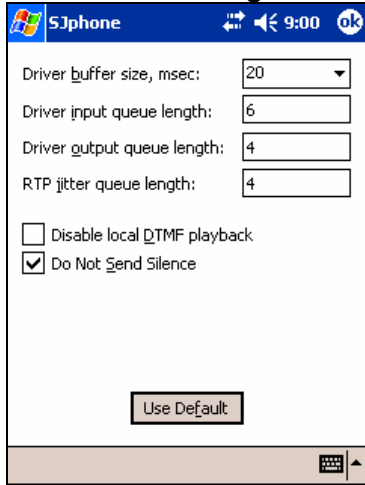 SJphone 9:00 ok
Driver buffer size, msec: 20
Driver input queue length: 6
Driver output queue length: 4
RTP jitter queue length: 4
Disable local DTMF playback
Do Not Send Silence
Use Default